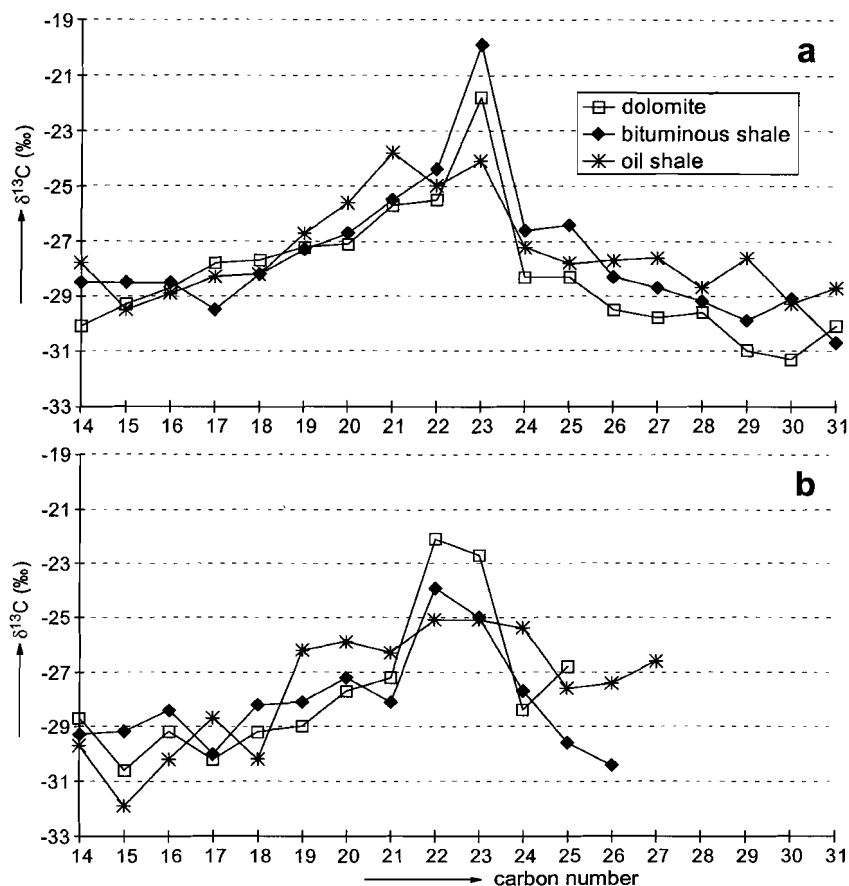 -19
-21
-23
-25
-27
-29
-31
-33
δ¹³C (‰)
a
dolomite
bituminous shale
oil shale
14 15 16 17 18 19 20 21 22 23 24 25 26 27 28 29 30 31
-19
-21
-23
-25
-27
-29
-31
-33
δ¹³C (‰)
b
14 15 16 17 18 19 20 21 22 23 24 25 26 27 28 29 30 31
carbon number